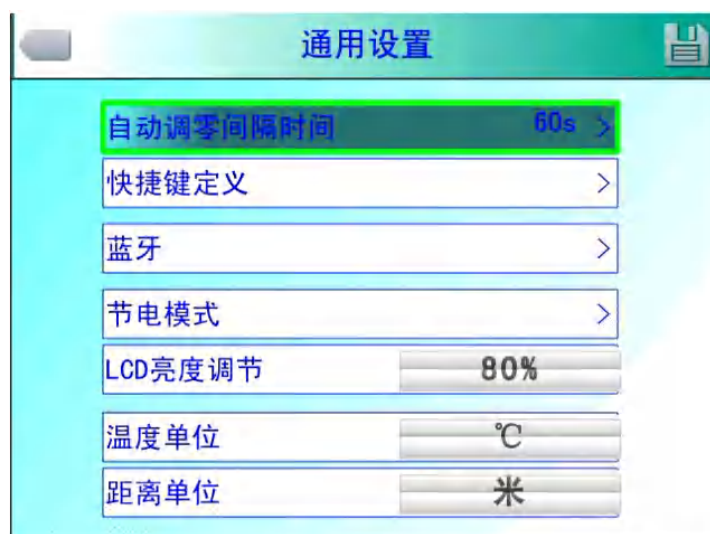 通用设置
自动调零间隔时间 60s >
快捷键定义 >
蓝牙 >
节电模式 >
LCD亮度调节 80%
温度单位 ℃
距离单位 米